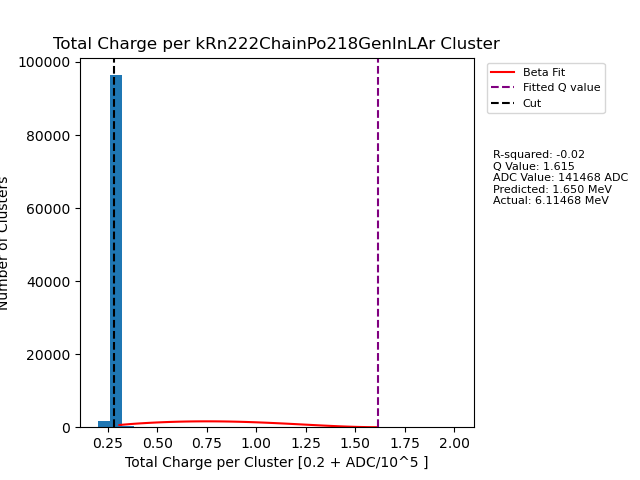 Total Charge per kRn222ChainPo218GenInLAr Cluster
100000
80000
60000
40000
20000
0
Number of Clusters
0.25 0.50 0.75 1.00 1.25 1.50 1.75 2.00
Total Charge per Cluster [0.2 + ADC/10^5 ]
Beta Fit
Fitted Q value
Cut
R-squared: -0.02
Q Value: 1.615
ADC Value: 141468 ADC
Predicted: 1.650 MeV
Actual: 6.11468 MeV